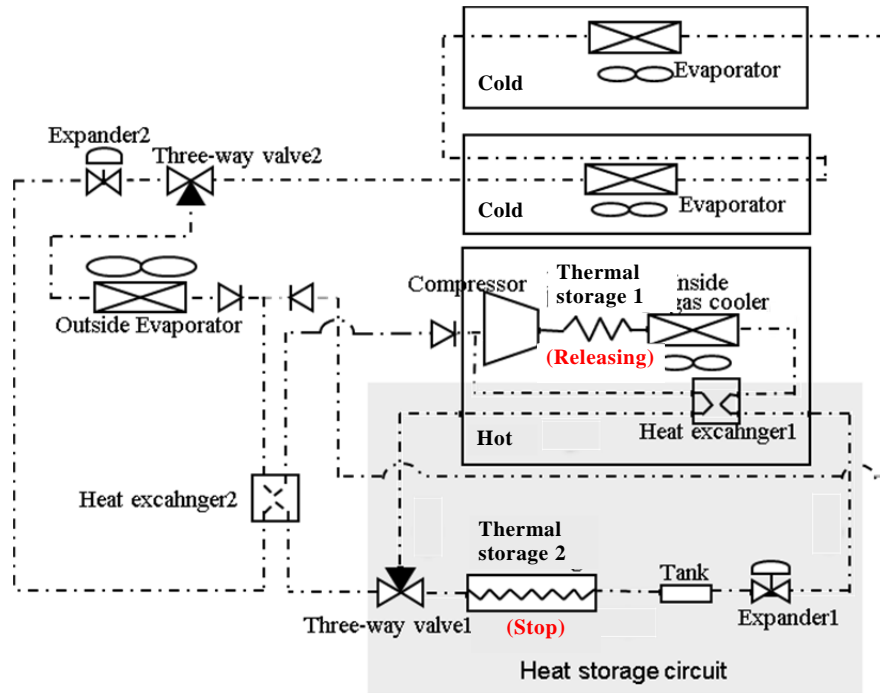 Evaporator
Cold
Expander2
Three-way valve2
Evaporator
Cold
Compressor
Thermal
storage 1
gas cooler
(Releasing)
Outside Evaporator
Heat excahnger1
Hot
Heat excahnger2
Thermal
storage 2
Tank
Three-way valve1
(Stop)
Expander1
Heat storage circuit